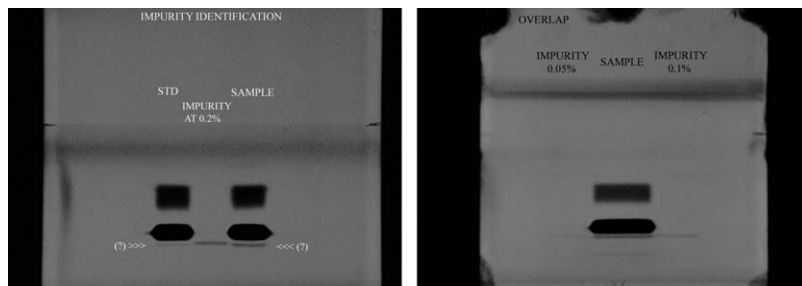 IMPURITY IDENTIFICATION
STD
SAMPLE
IMPURITY
AT 0.2%
(?) >>>
<<< (?)
OVERLAP
IMPURITY
0.05%
SAMPLE
IMPURITY
0.1%